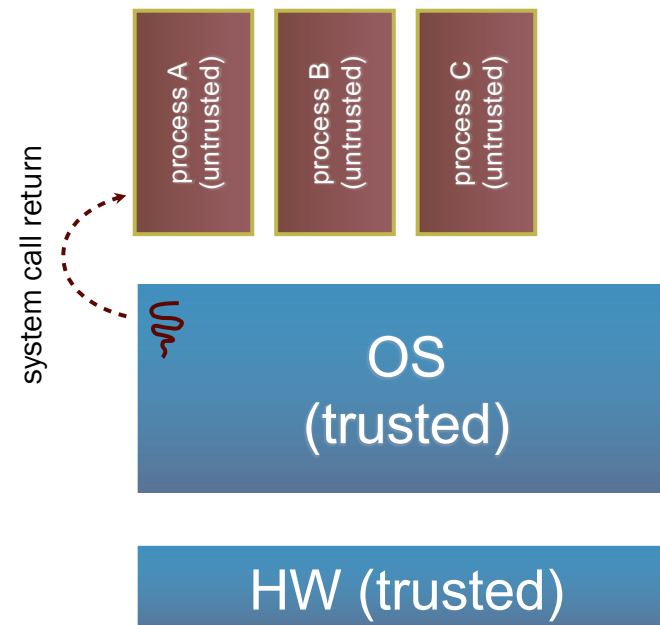 process A
(untrusted)
process B
(untrusted)
process C
(untrusted)
system call return
OS
(trusted)
HW (trusted)